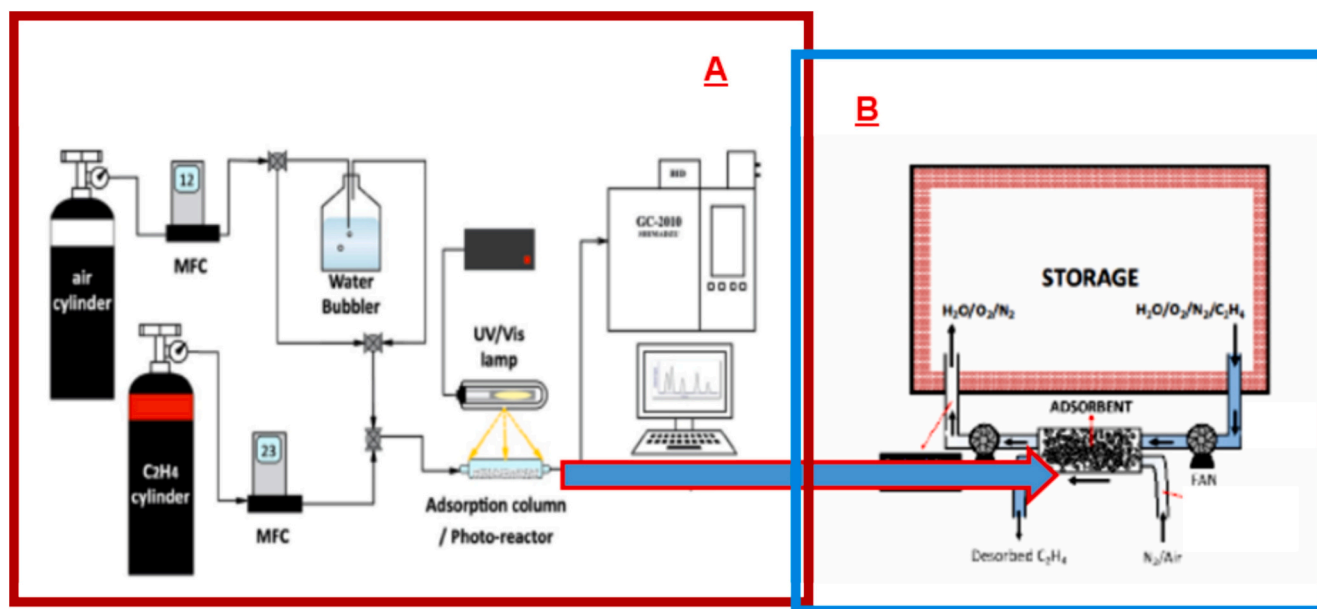 A
B
12
MFC
air
cylinder
Water
Bubbler
BID
GC-2010
SHIMADZU
UV/Vis
lamp
C2H4
cylinder
23
MFC
Adsorption column
/ Photo-reactor
STORAGE
H₂O/O₂/N₂
H₂O/O₂/N₂/C₂H₄
ADSORBENT
FAN
Desorbed C₂H₄
N₂/Air